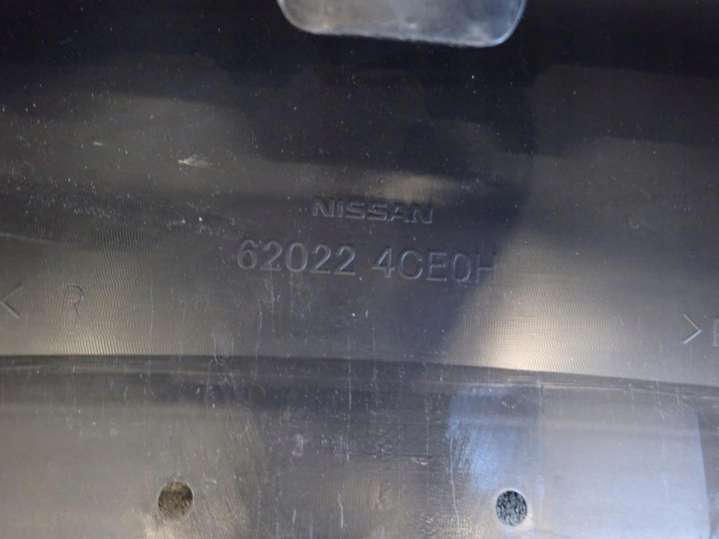 NISSAN
62022 4CE0H
< R
>